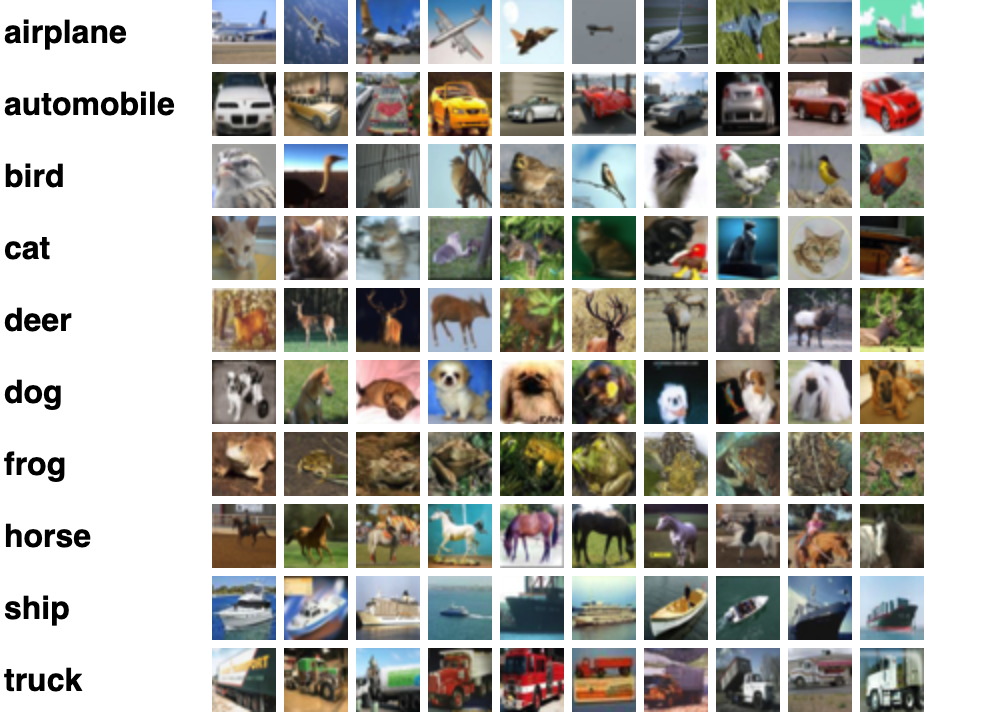 airplane
automobile
bird
cat
deer
dog
frog
horse
ship
truck